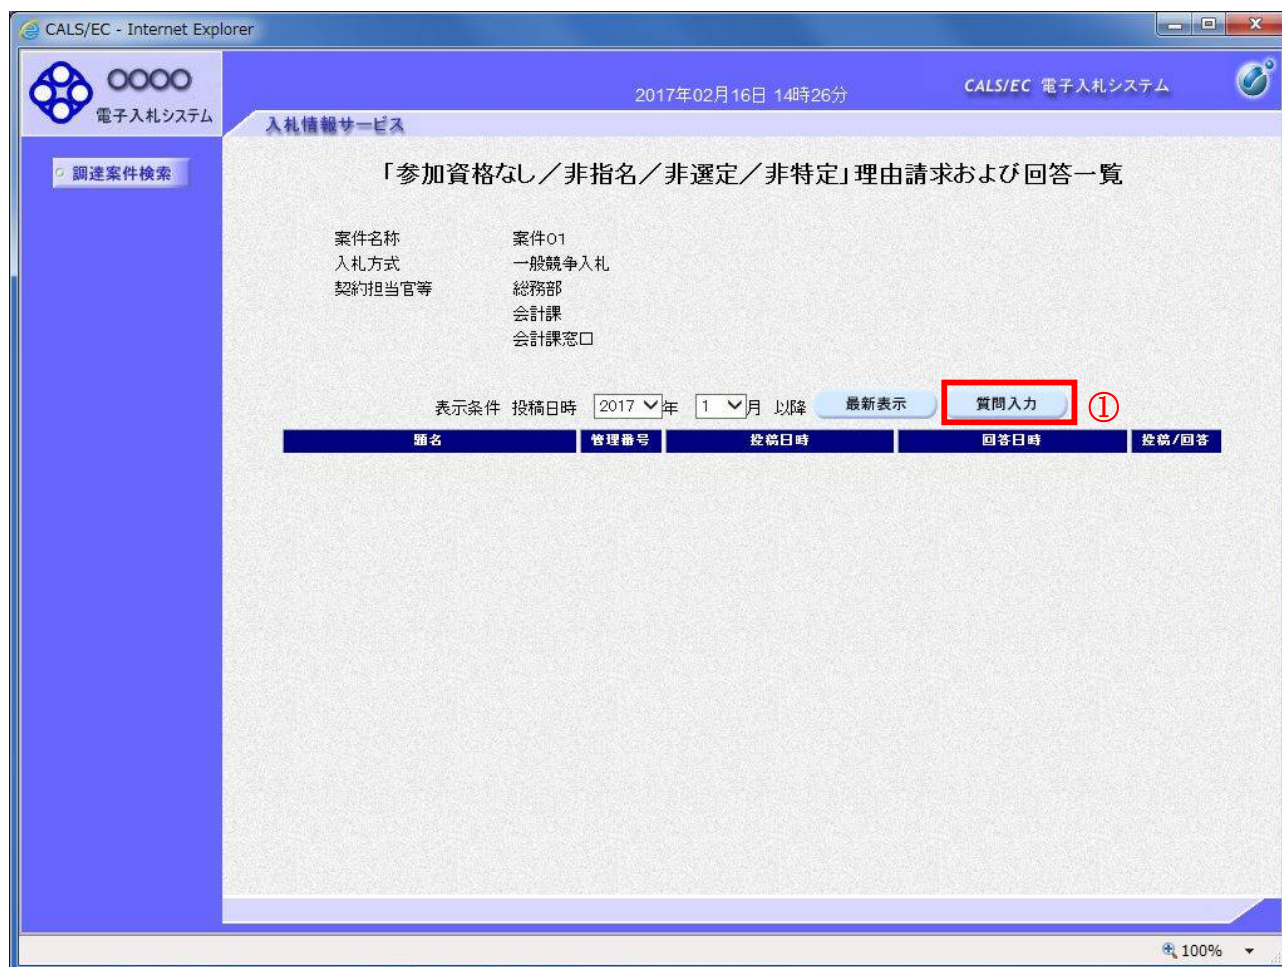 CALS/EC - Internet Explorer
〇〇〇〇
電子入札システム
2017年02月16日 14時26分
CALS/EC 電子入札システム
入札情報サービス
調達案件検索
「参加資格なし／非指名／非選定／非特定」理由請求および回答一覧
案件名称 案件01
入札方式 一般競争入札
契約担当官等 総務部
会計課
会計課窓口
表示条件 投稿日時 2017 年 1 月 以降 最新表示 質問入力 ①
題名 管理番号 投稿日時 回答日時 投稿/回答
100%